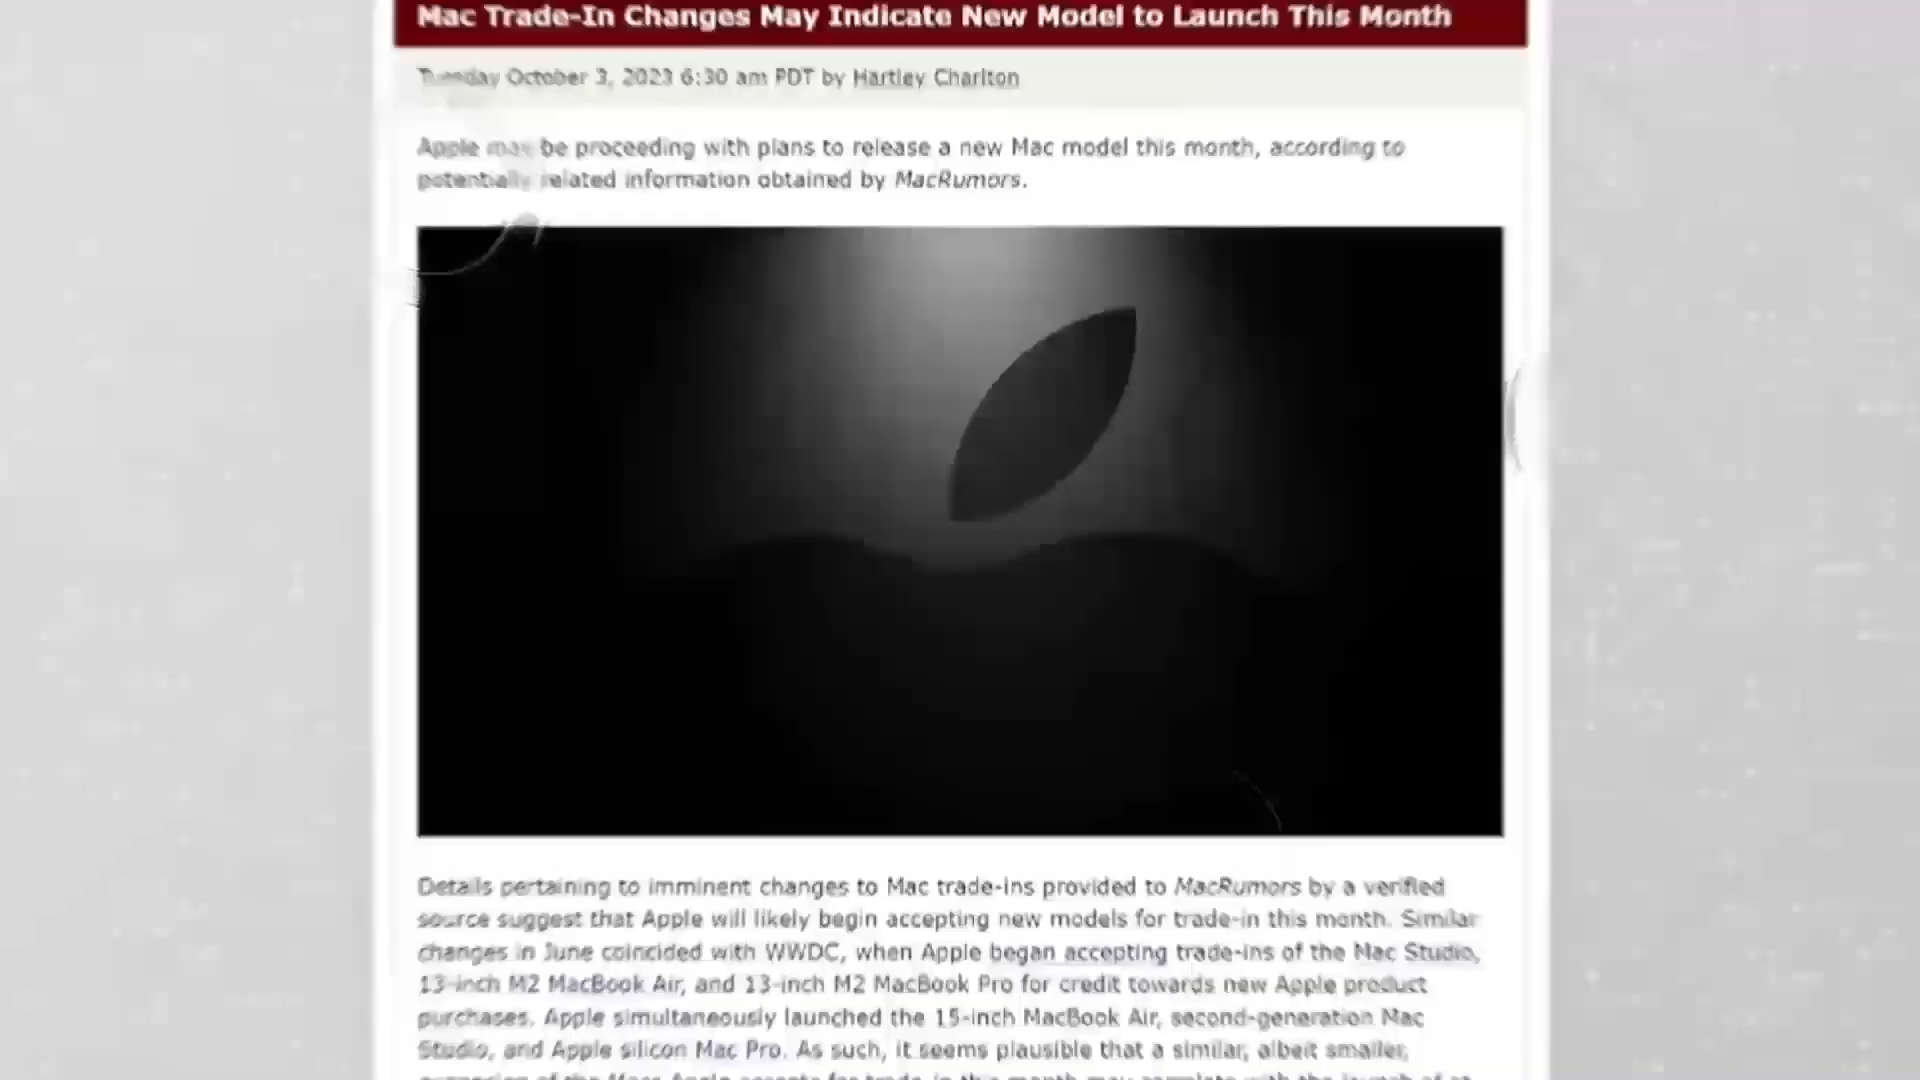 Mac Trade-In Changes May Indicate New Model to Launch This Month
Tuesday October 3, 2023 6:30 am PDT by Hartley Charlton
Apple may be proceeding with plans to release a new Mac model this month, according to
potentially related information obtained by MacRumors.
Details pertaining to imminent changes to Mac trade-ins provided to MacRumors by a verified
source suggest that Apple will likely begin accepting new models for trade-in this month. Similar
changes in June coincided with WWDC, when Apple began accepting trade-ins of the Mac Studio,
13-inch M2 MacBook Air, and 13-inch M2 MacBook Pro for credit towards new Apple product
purchases. Apple simultaneously launched the 15-inch MacBook Air, second-generation Mac
Studio, and Apple silicon Mac Pro. As such, it seems plausible that a similar, albeit smaller,